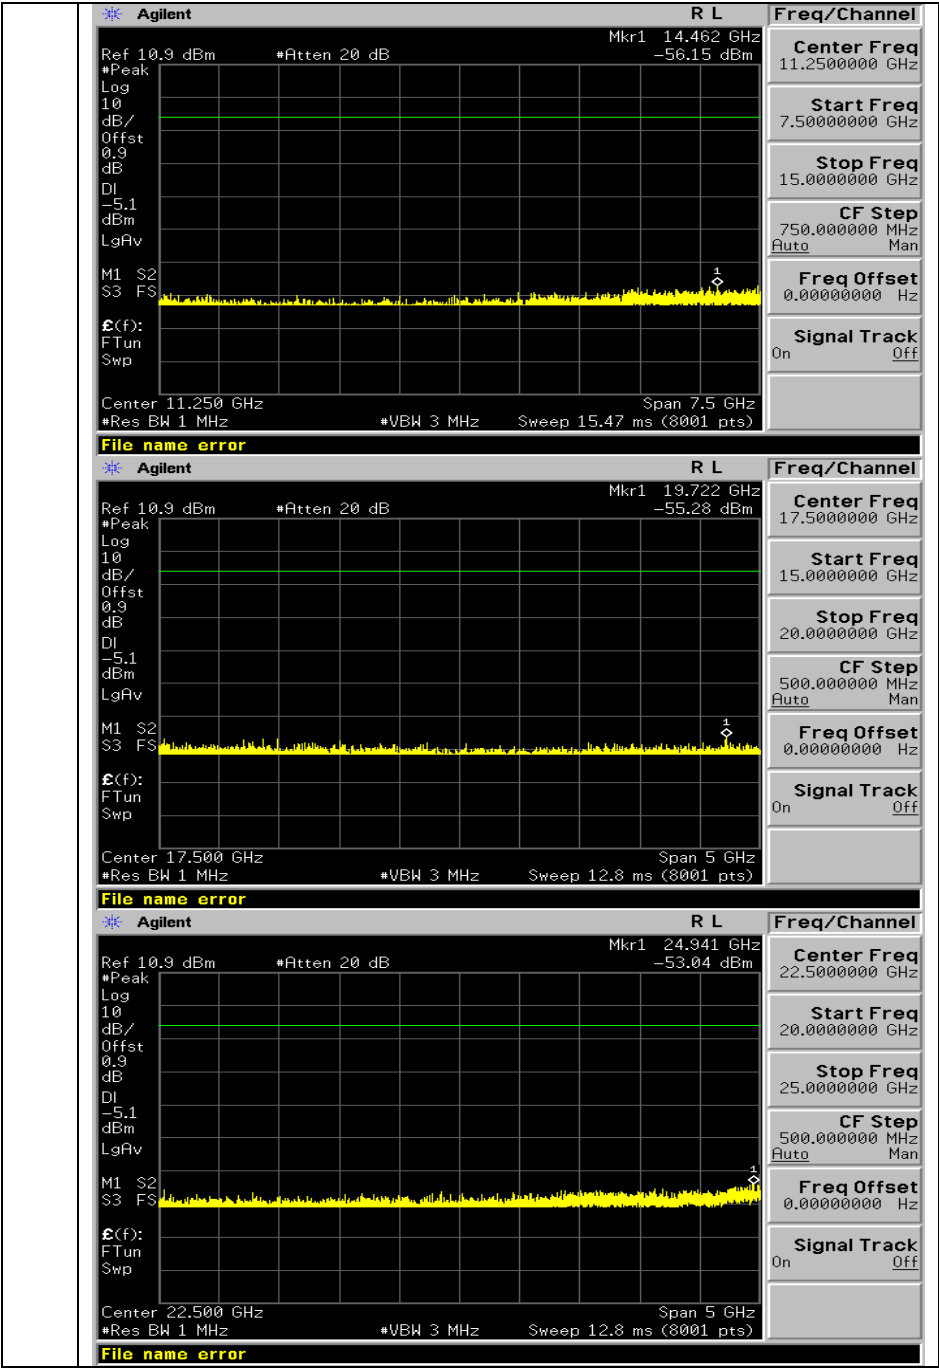 Agilent R L Freq/Channel
Mkr1 14.462 GHz
Ref 10.9 dBm #Atten 20 dB -56.15 dBm
#Peak
Log
10
dB/
Offst
0.9
dB
DI
-5.1
dBm
LgAv
M1 S2
S3 FS
£(f):
FTun
Swp
1
Center 11.250 GHz Span 7.5 GHz
#Res BW 1 MHz #VBW 3 MHz Sweep 15.47 ms (8001 pts)
File name error
Center Freq
11.2500000 GHz
Start Freq
7.50000000 GHz
Stop Freq
15.0000000 GHz
CF Step
750.000000 MHz
Auto Man
Freq Offset
0.00000000 Hz
Signal Track
On Off
Agilent R L Freq/Channel
Mkr1 19.722 GHz
Ref 10.9 dBm #Atten 20 dB -55.28 dBm
#Peak
Log
10
dB/
Offst
0.9
dB
DI
-5.1
dBm
LgAv
M1 S2
S3 FS
£(f):
FTun
Swp
1
Center 17.500 GHz Span 5 GHz
#Res BW 1 MHz #VBW 3 MHz Sweep 12.8 ms (8001 pts)
File name error
Center Freq
17.5000000 GHz
Start Freq
15.0000000 GHz
Stop Freq
20.0000000 GHz
CF Step
500.000000 MHz
Auto Man
Freq Offset
0.00000000 Hz
Signal Track
On Off
Agilent R L Freq/Channel
Mkr1 24.941 GHz
Ref 10.9 dBm #Atten 20 dB -53.04 dBm
#Peak
Log
10
dB/
Offst
0.9
dB
DI
-5.1
dBm
LgAv
M1 S2
S3 FS
£(f):
FTun
Swp
1
Center 22.500 GHz Span 5 GHz
#Res BW 1 MHz #VBW 3 MHz Sweep 12.8 ms (8001 pts)
File name error
Center Freq
22.5000000 GHz
Start Freq
20.0000000 GHz
Stop Freq
25.0000000 GHz
CF Step
500.000000 MHz
Auto Man
Freq Offset
0.00000000 Hz
Signal Track
On Off